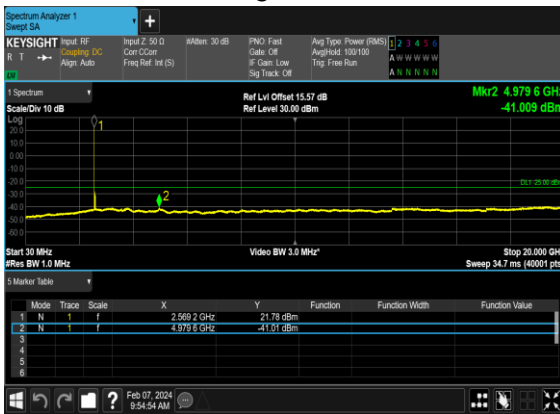 Spectrum Analyzer 1
Swept SA
+
KEYSIGHT Input: RF Input Z: 50 Ω #Atten: 30 dB PNO: Fast Avg Type: Power (RMS) 1 2 3 4 5 6
R T Coupling: DC Corr CCorr Gate: Off Avg|Hold: 100/100 A W W W W W
Align: Auto Freq Ref: Int (S) IF Gain: Low Trig: Free Run
LV Sig Track: Off A N N N N N
1 Spectrum Ref Lvl Offset 15.57 dB Mkr2 4.979 6 GHz
Scale/Div 10 dB Ref Level 30.00 dBm -41.009 dBm
Log
20.0 1
10.0
0.00
-10.0
-20.0 DL1 -25.00 dBm
-30.0
-40.0 2
-50.0
-60.0
Start 30 MHz Video BW 3.0 MHz* Stop 20.000 GH
#Res BW 1.0 MHz Sweep 34.7 ms (40001 pts
5 Marker Table
Mode Trace Scale X Y Function Function Width Function Value
1 N 1 f 2.569 2 GHz 21.78 dBm
2 N 1 f 4.979 6 GHz -41.01 dBm
3
4
5
6
? Feb 07, 2024
9:54:54 AM